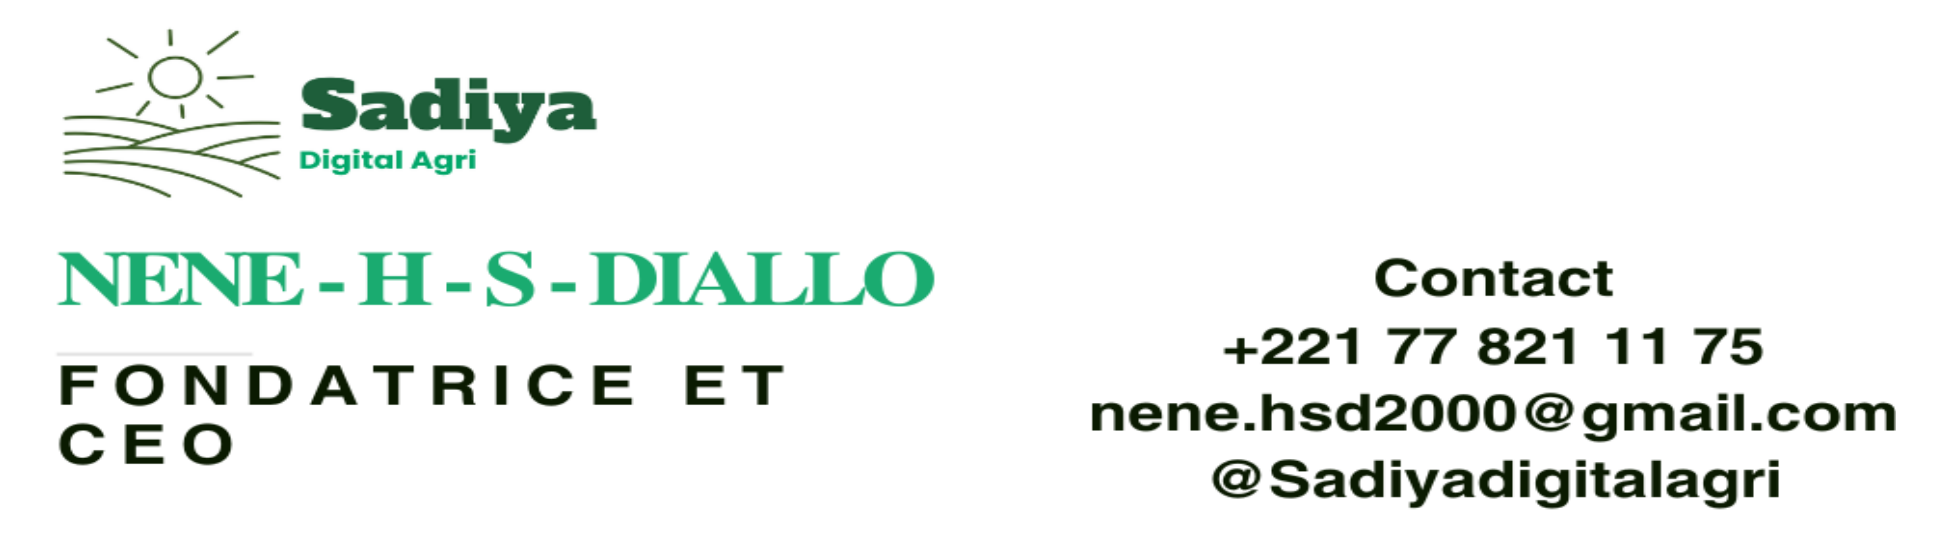 Sadiya
Digital Agri
NENE-H-S-DIALLO
FONDATRICE ET
CEO
Contact
+221 77 821 11 75
nene.hsd2000@gmail.com
@Sadiyadigitalagri